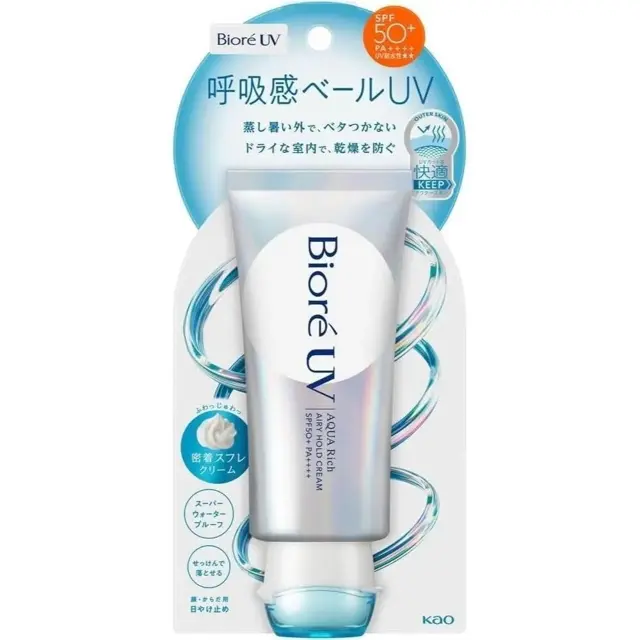 Bioré UV
SPF
50+
PA++++
UV耐水性★★
呼吸感ベールUV
蒸し暑い外で、ベタつかない
ドライな室内で、乾燥を防ぐ
OUTER SKIN
快適
KEEP
Bioré UV
AQUA Rich
AIRY HOLD CREAM
SPF50+ PA++++
ふわっじゅわっ
密着スフレ
クリーム
スーパー
ウォーター
プルーフ
せっけんで
落とせる
顔・からだ用
日やけ止め
Kao